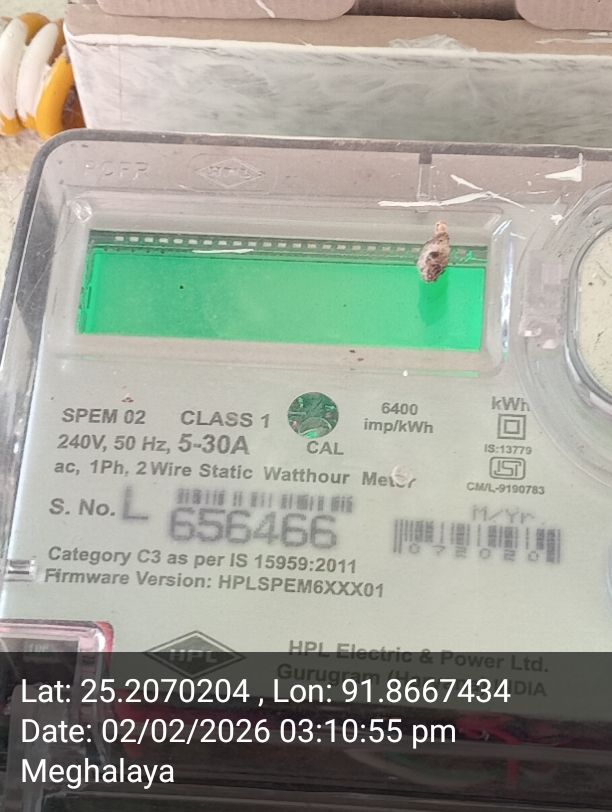 SPEM 02 CLASS 1 6400 kWh
240V, 50 Hz, 5-30A CAL imp/kWh
IS:13779
ac, 1Ph, 2 Wire Static Watthour Meter
CM/L-9190783
S. No. L 656466 M/Yr.
072020
Category C3 as per IS 15959:2011
Firmware Version: HPLSPEM6XXX01
HPL
HPL Electric & Power Ltd.
Gurugram INDIA
Lat: 25.2070204 , Lon: 91.8667434
Date: 02/02/2026 03:10:55 pm
Meghalaya